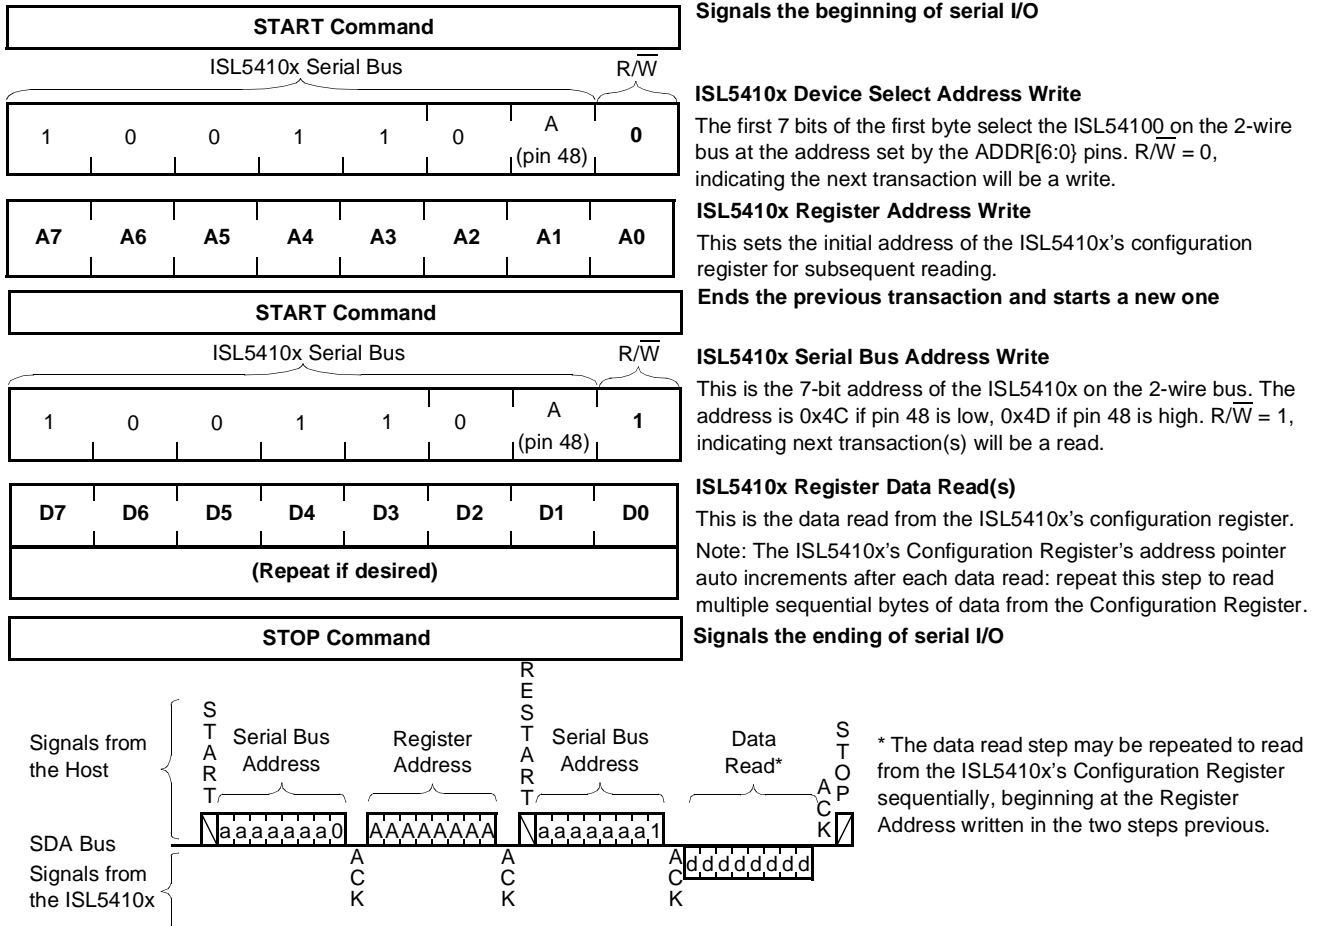 START Command
Signals the beginning of serial I/O
ISL5410x Serial Bus
R/W̅
1 0 0 1 1 0 A (pin 48) 0
ISL5410x Device Select Address Write
The first 7 bits of the first byte select the ISL54100 on the 2-wire
bus at the address set by the ADDR[6:0} pins. R/W̅ = 0,
indicating the next transaction will be a write.
A7 A6 A5 A4 A3 A2 A1 A0
ISL5410x Register Address Write
This sets the initial address of the ISL5410x's configuration
register for subsequent reading.
START Command
Ends the previous transaction and starts a new one
ISL5410x Serial Bus
R/W̅
1 0 0 1 1 0 A (pin 48) 1
ISL5410x Serial Bus Address Write
This is the 7-bit address of the ISL5410x on the 2-wire bus. The
address is 0x4C if pin 48 is low, 0x4D if pin 48 is high. R/W̅ = 1,
indicating next transaction(s) will be a read.
D7 D6 D5 D4 D3 D2 D1 D0
(Repeat if desired)
ISL5410x Register Data Read(s)
This is the data read from the ISL5410x's configuration register.
Note: The ISL5410x's Configuration Register's address pointer
auto increments after each data read: repeat this step to read
multiple sequential bytes of data from the Configuration Register.
STOP Command
Signals the ending of serial I/O
Signals from
the Host
START
Serial Bus
Address
Register
Address
RESTART
Serial Bus
Address
Data
Read*
ACK
STOP
* The data read step may be repeated to read
from the ISL5410x's Configuration Register
sequentially, beginning at the Register
Address written in the two steps previous.
aaaaaaa0
AAAAAAAA
aaaaaaa1
SDA Bus
Signals from
the ISL5410x
ACK
ACK
ACK
dddddddd